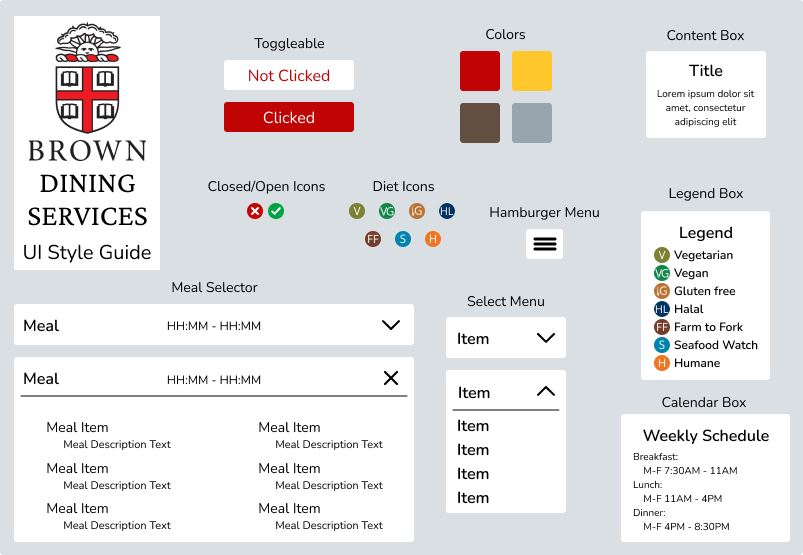 BROWN
DINING
SERVICES
UI Style Guide
Toggleable
Not Clicked
Clicked
Colors
Content Box
Title
Lorem ipsum dolor sit
amet, consectetur
adipiscing elit
Closed/Open Icons
Diet Icons
V VG IG HL
FF S H
Hamburger Menu
Legend Box
Legend
V Vegetarian
VG Vegan
IG Gluten free
HL Halal
FF Farm to Fork
S Seafood Watch
H Humane
Meal Selector
Meal HH:MM - HH:MM
Meal HH:MM - HH:MM
Meal Item Meal Item
Meal Description Text Meal Description Text
Meal Item Meal Item
Meal Description Text Meal Description Text
Meal Item Meal Item
Meal Description Text Meal Description Text
Select Menu
Item
Item
Item
Item
Item
Item
Calendar Box
Weekly Schedule
Breakfast:
M-F 7:30AM - 11AM
Lunch:
M-F 11AM - 4PM
Dinner:
M-F 4PM - 8:30PM